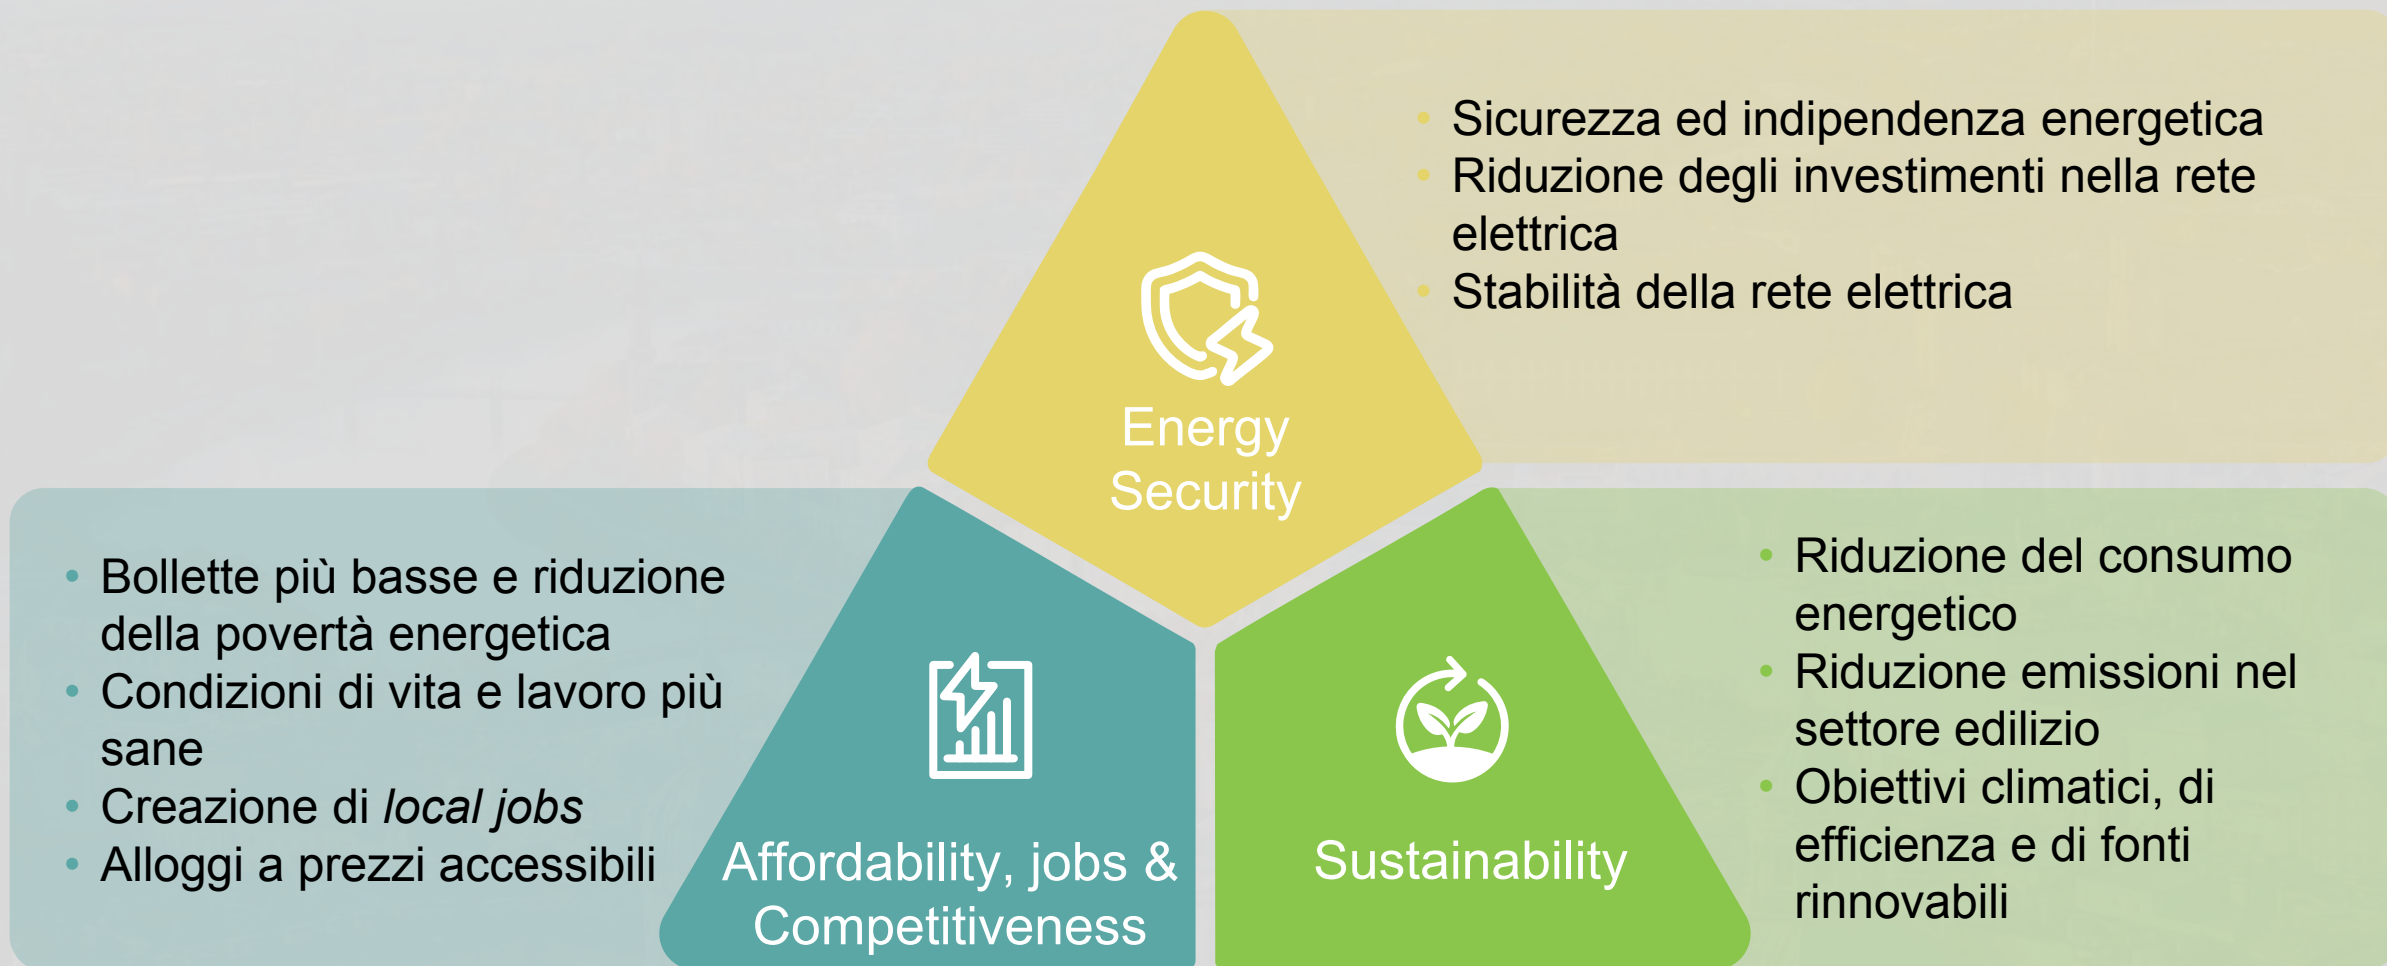 • Sicurezza ed indipendenza energetica
• Riduzione degli investimenti nella rete
elettrica
• Stabilità della rete elettrica
Energy
Security
• Bollette più basse e riduzione
della povertà energetica
• Condizioni di vita e lavoro più
sane
• Creazione di local jobs
• Alloggi a prezzi accessibili
Affordability, jobs &
Competitiveness
Sustainability
• Riduzione del consumo
energetico
• Riduzione emissioni nel
settore edilizio
• Obiettivi climatici, di
efficienza e di fonti
rinnovabili